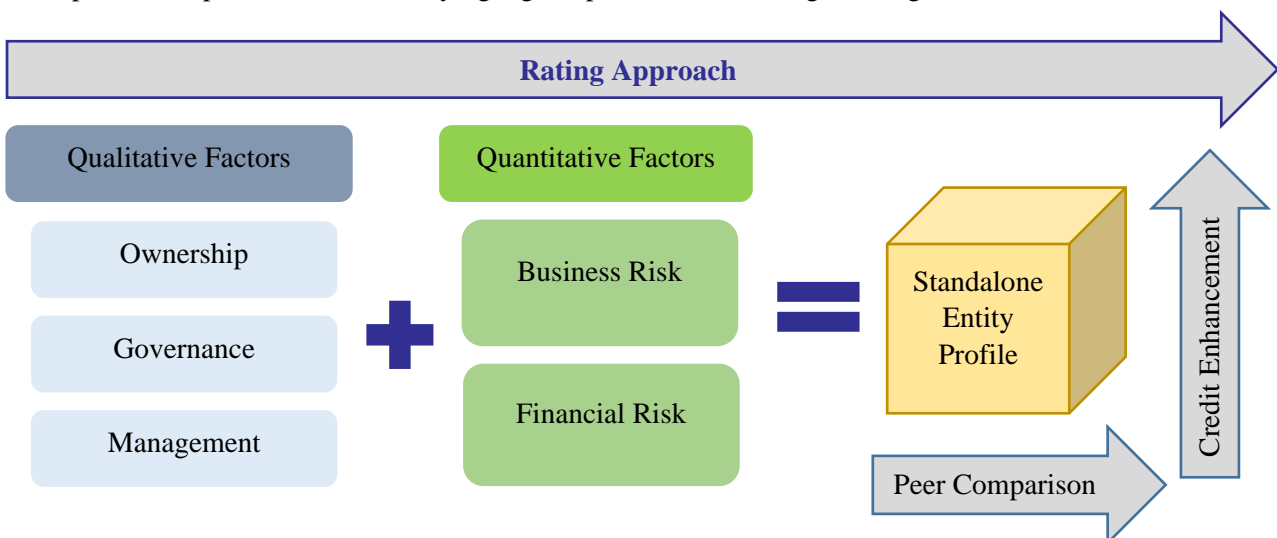 Rating Approach
Qualitative Factors
Ownership
Governance
Management
Quantitative Factors
Business Risk
Financial Risk
Standalone
Entity
Profile
Peer Comparison
Credit Enhancement